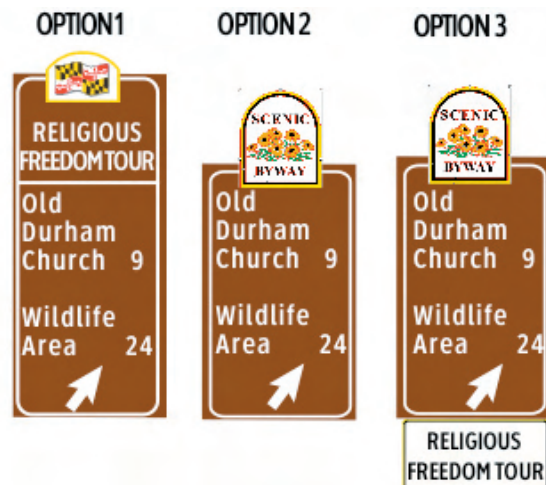 OPTION1
RELIGIOUS
FREEDOM TOUR
Old
Durham
Church 9
Wildlife
Area 24
OPTION 2
SCENIC
BYWAY
Old
Durham
Church 9
Wildlife
Area 24
OPTION 3
SCENIC
BYWAY
Old
Durham
Church 9
Wildlife
Area 24
RELIGIOUS
FREEDOM TOUR